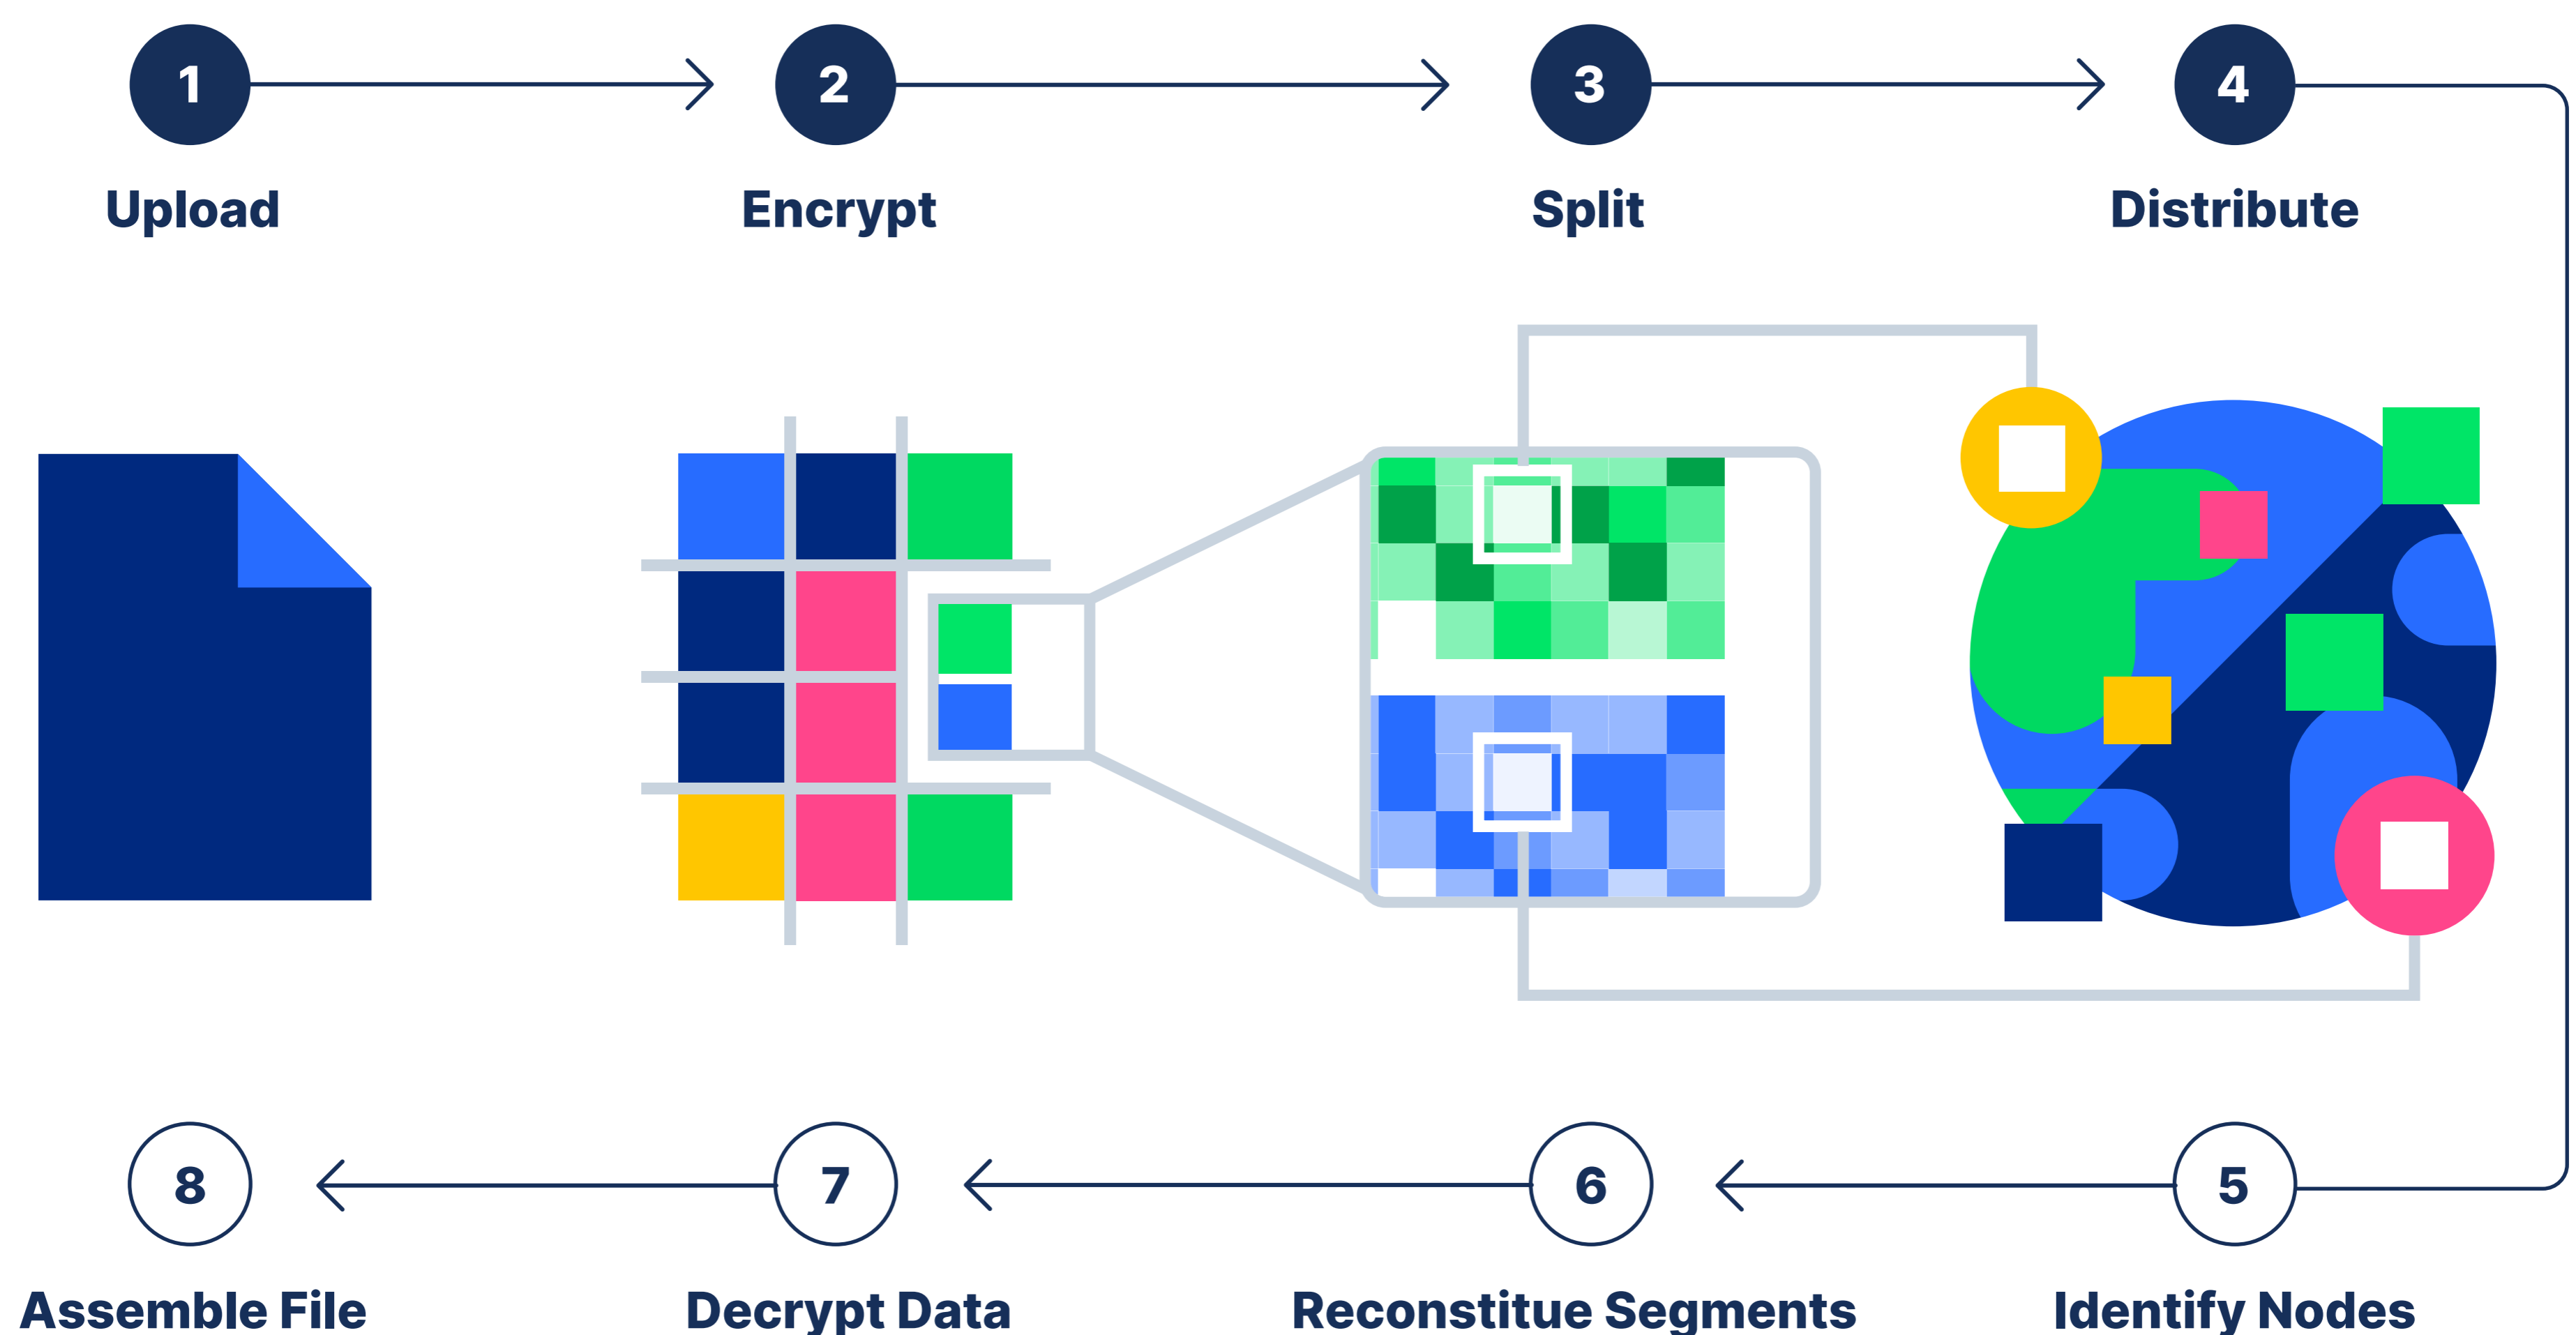 1
2
3
4
Upload
Encrypt
Split
Distribute
8
7
6
5
Assemble File
Decrypt Data
Reconstitue Segments
Identify Nodes